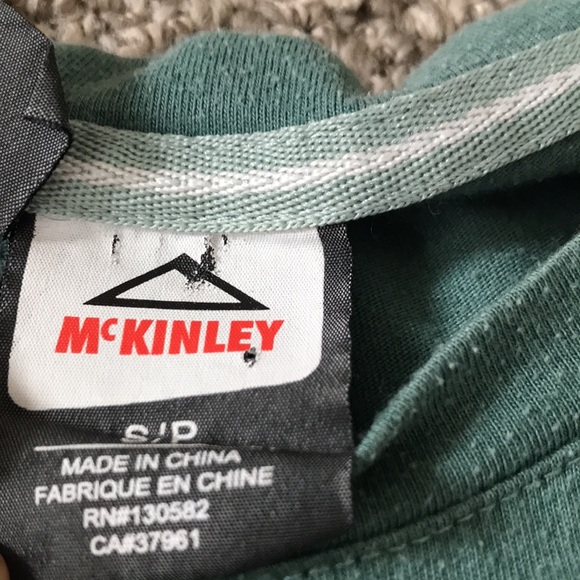 McKINLEY
S/P
MADE IN CHINA
FABRIQUE EN CHINE
RN#130582
CA#37961